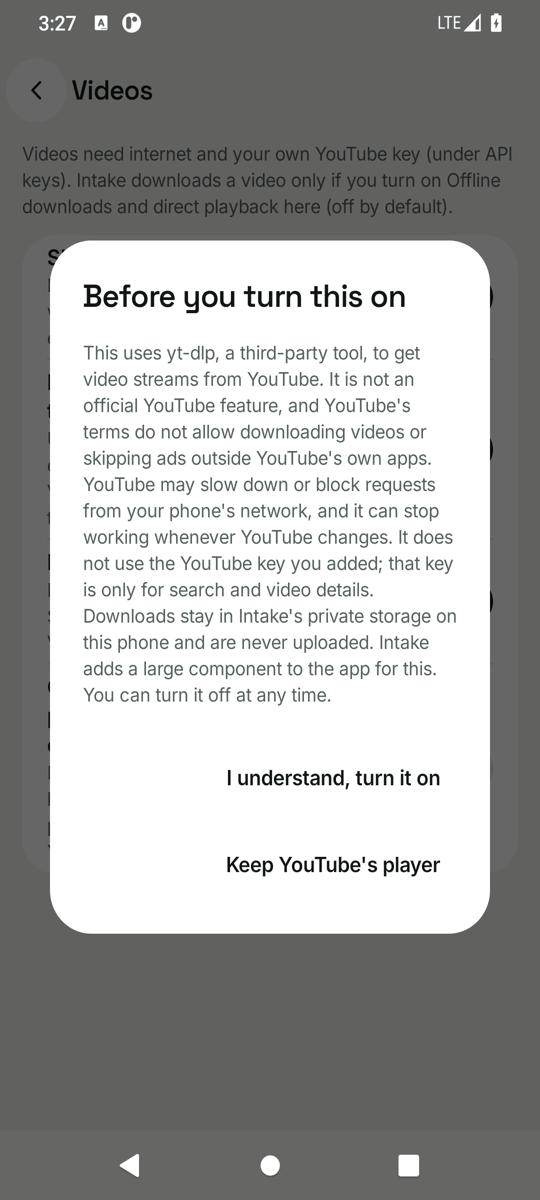 3:27
LTE
Videos
Videos need internet and your own YouTube key (under API
keys). Intake downloads a video only if you turn on Offline
downloads and direct playback here (off by default).
Before you turn this on
This uses yt-dlp, a third-party tool, to get
video streams from YouTube. It is not an
official YouTube feature, and YouTube's
terms do not allow downloading videos or
skipping ads outside YouTube's own apps.
YouTube may slow down or block requests
from your phone's network, and it can stop
working whenever YouTube changes. It does
not use the YouTube key you added; that key
is only for search and video details.
Downloads stay in Intake's private storage on
this phone and are never uploaded. Intake
adds a large component to the app for this.
You can turn it off at any time.
I understand, turn it on
Keep YouTube's player